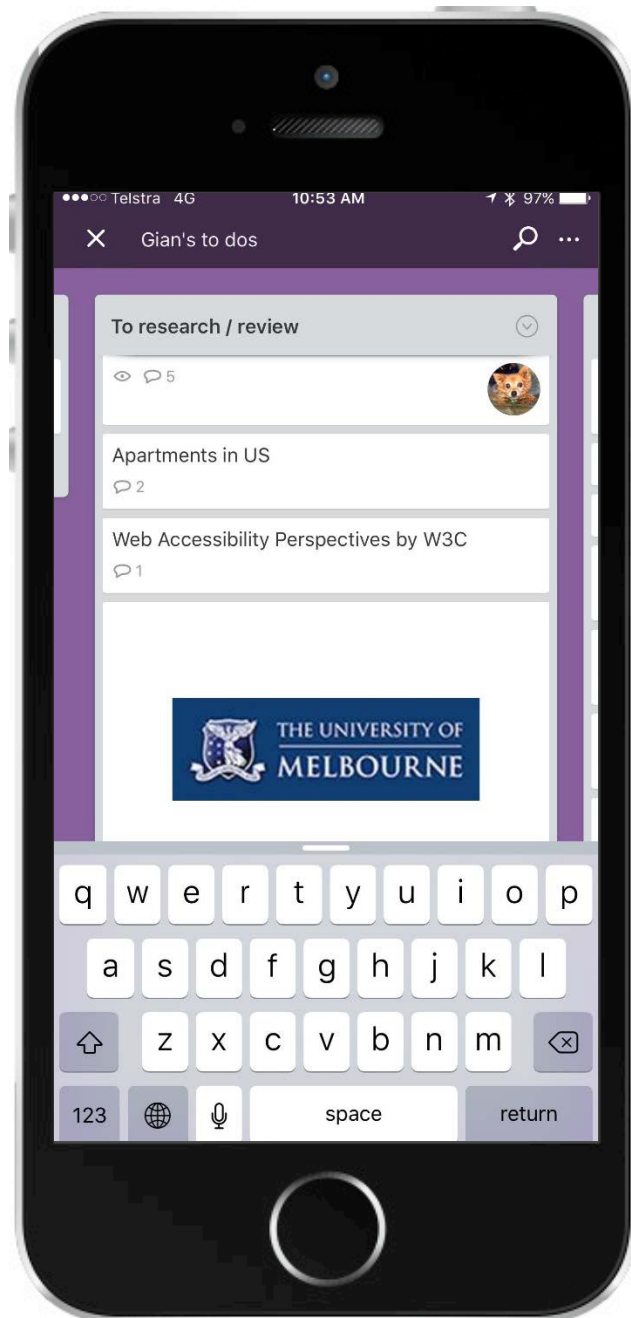 Telstra 4G 10:53 AM 97%
Gian's to dos
To research / review
5
Apartments in US
2
Web Accessibility Perspectives by W3C
1
THE UNIVERSITY OF
MELBOURNE
q w e r t y u i o p
a s d f g h j k l
z x c v b n m
123 space return